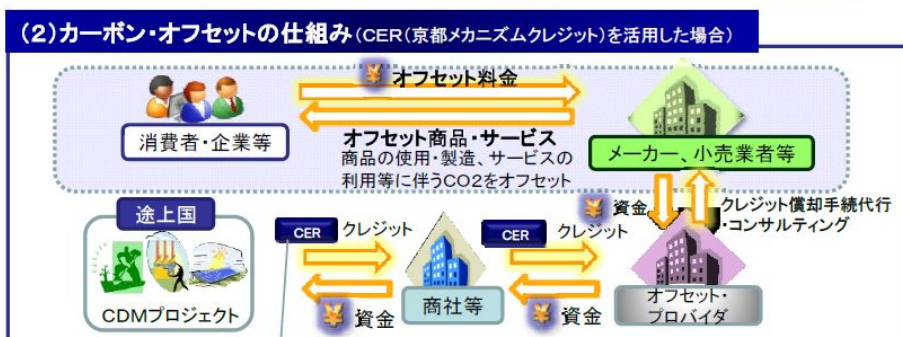 （2）カーボン・オフセットの仕組み（CER（京都メカニズムクレジット）を活用した場合）
¥ オフセット料金
消費者・企業等
オフセット商品・サービス
商品の使用・製造、サービスの
利用等に伴うCO2をオフセット
メーカー、小売業者等
¥ 資金
クレジット償却手続代行
・コンサルティング
途上国
CDMプロジェクト
CER クレジット
¥ 資金
商社等
CER クレジット
¥ 資金
オフセット・
プロバイダ